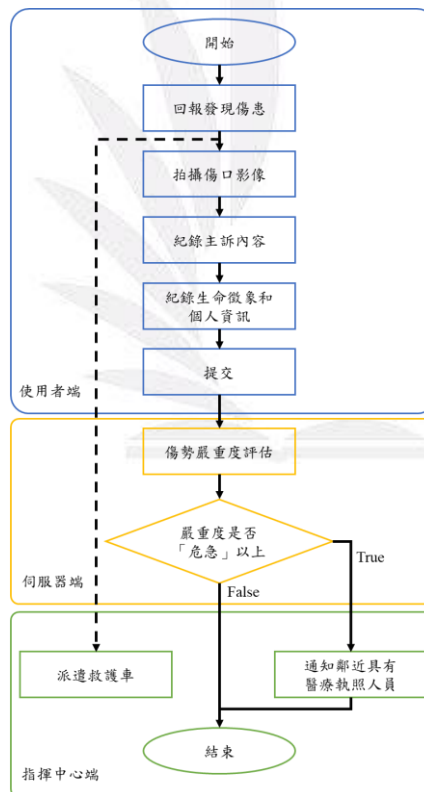 開始
回報發現傷患
拍攝傷口影像
紀錄主訴內容
紀錄生命徵象和
個人資訊
提交
使用者端
傷勢嚴重度評估
嚴重度是否
「危急」以上
True
False
伺服器端
派遣救護車
通知鄰近具有
醫療執照人員
結束
指揮中心端